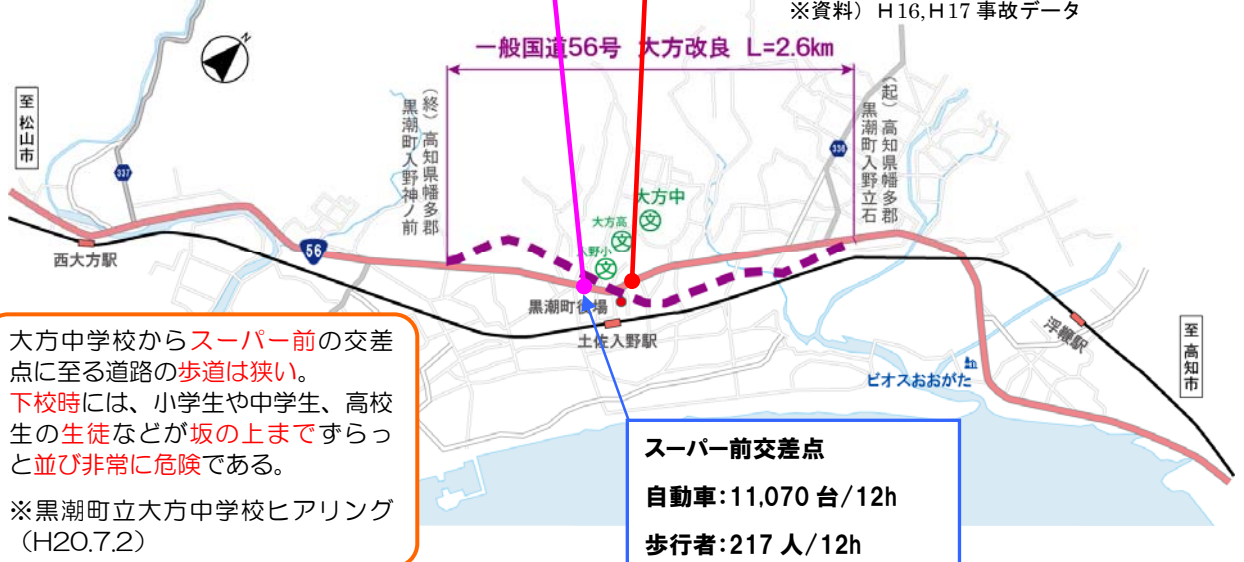 ※資料）H16,H17 事故データ
一般国道56号 大方改良 L=2.6km
N
至松山市
337
（終）高知県幡多郡
黒潮町入野神ノ前
（起）高知県幡多郡
黒潮町入野立石
336
大方中
文
大方高
文
入野小
文
56
西大方駅
黒潮町役場
土佐入野駅
浮鞭駅
至高知市
ビオスおおがた
大方中学校からスーパー前の交差
点に至る道路の歩道は狭い。
下校時には、小学生や中学生、高校
生の生徒などが坂の上までずらっ
と並び非常に危険である。
※黒潮町立大方中学校ヒアリング
（H20.7.2）
スーパー前交差点
自動車：11,070 台/12h
歩行者：217 人/12h